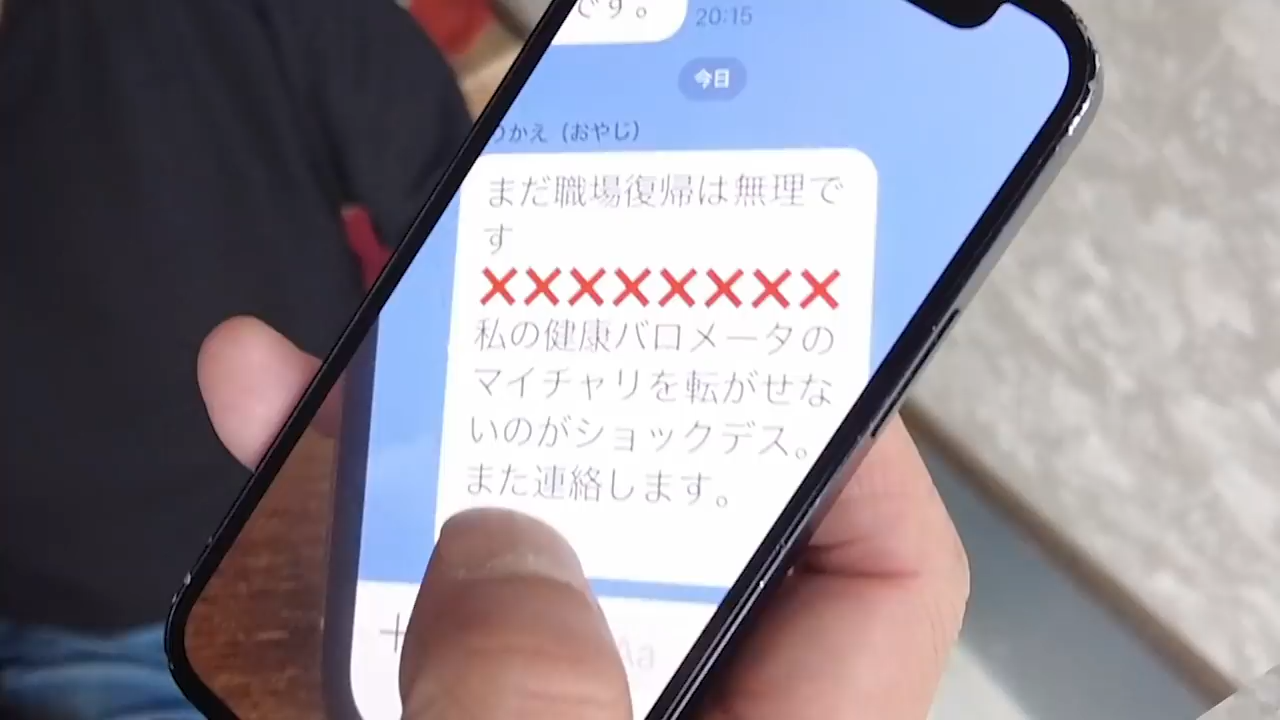 です。
20:15
今日
かえ（おやじ）
まだ職場復帰は無理で
す
❌❌❌❌❌❌❌❌
私の健康バロメータの
マイチャリを転がせな
いのがショックデス。
また連絡します。
Aa